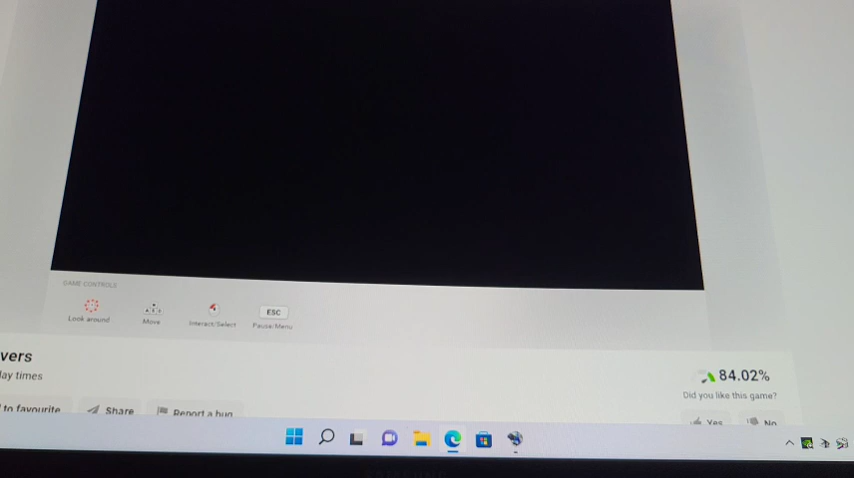 GAME CONTROLS
Look around
Move
Interact/Select
ESC
Pause/Menu
vers
lay times
84.02%
Did you like this game?
to favourite
Share
Report a bug
Yes
No
SAMSUNG